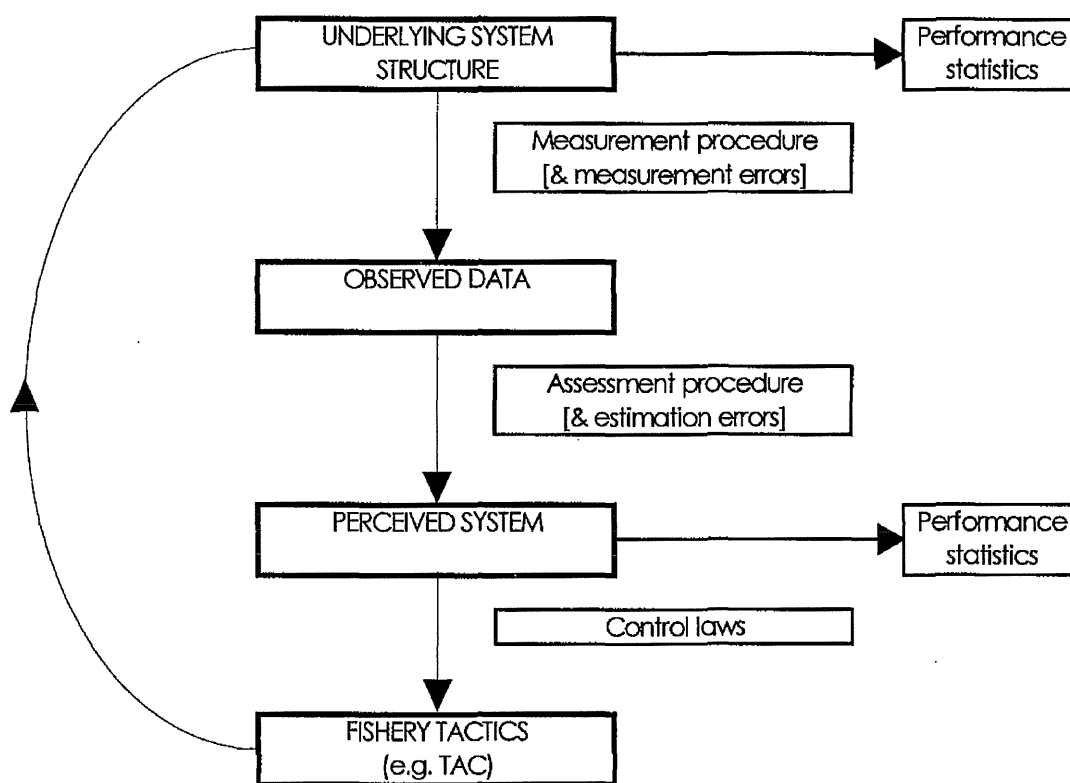 UNDERLYING SYSTEM
STRUCTURE
Performance
statistics
Measurement procedure
[& measurement errors]
OBSERVED DATA
Assessment procedure
[& estimation errors]
PERCEIVED SYSTEM
Performance
statistics
Control laws
FISHERY TACTICS
(e.g. TAC)